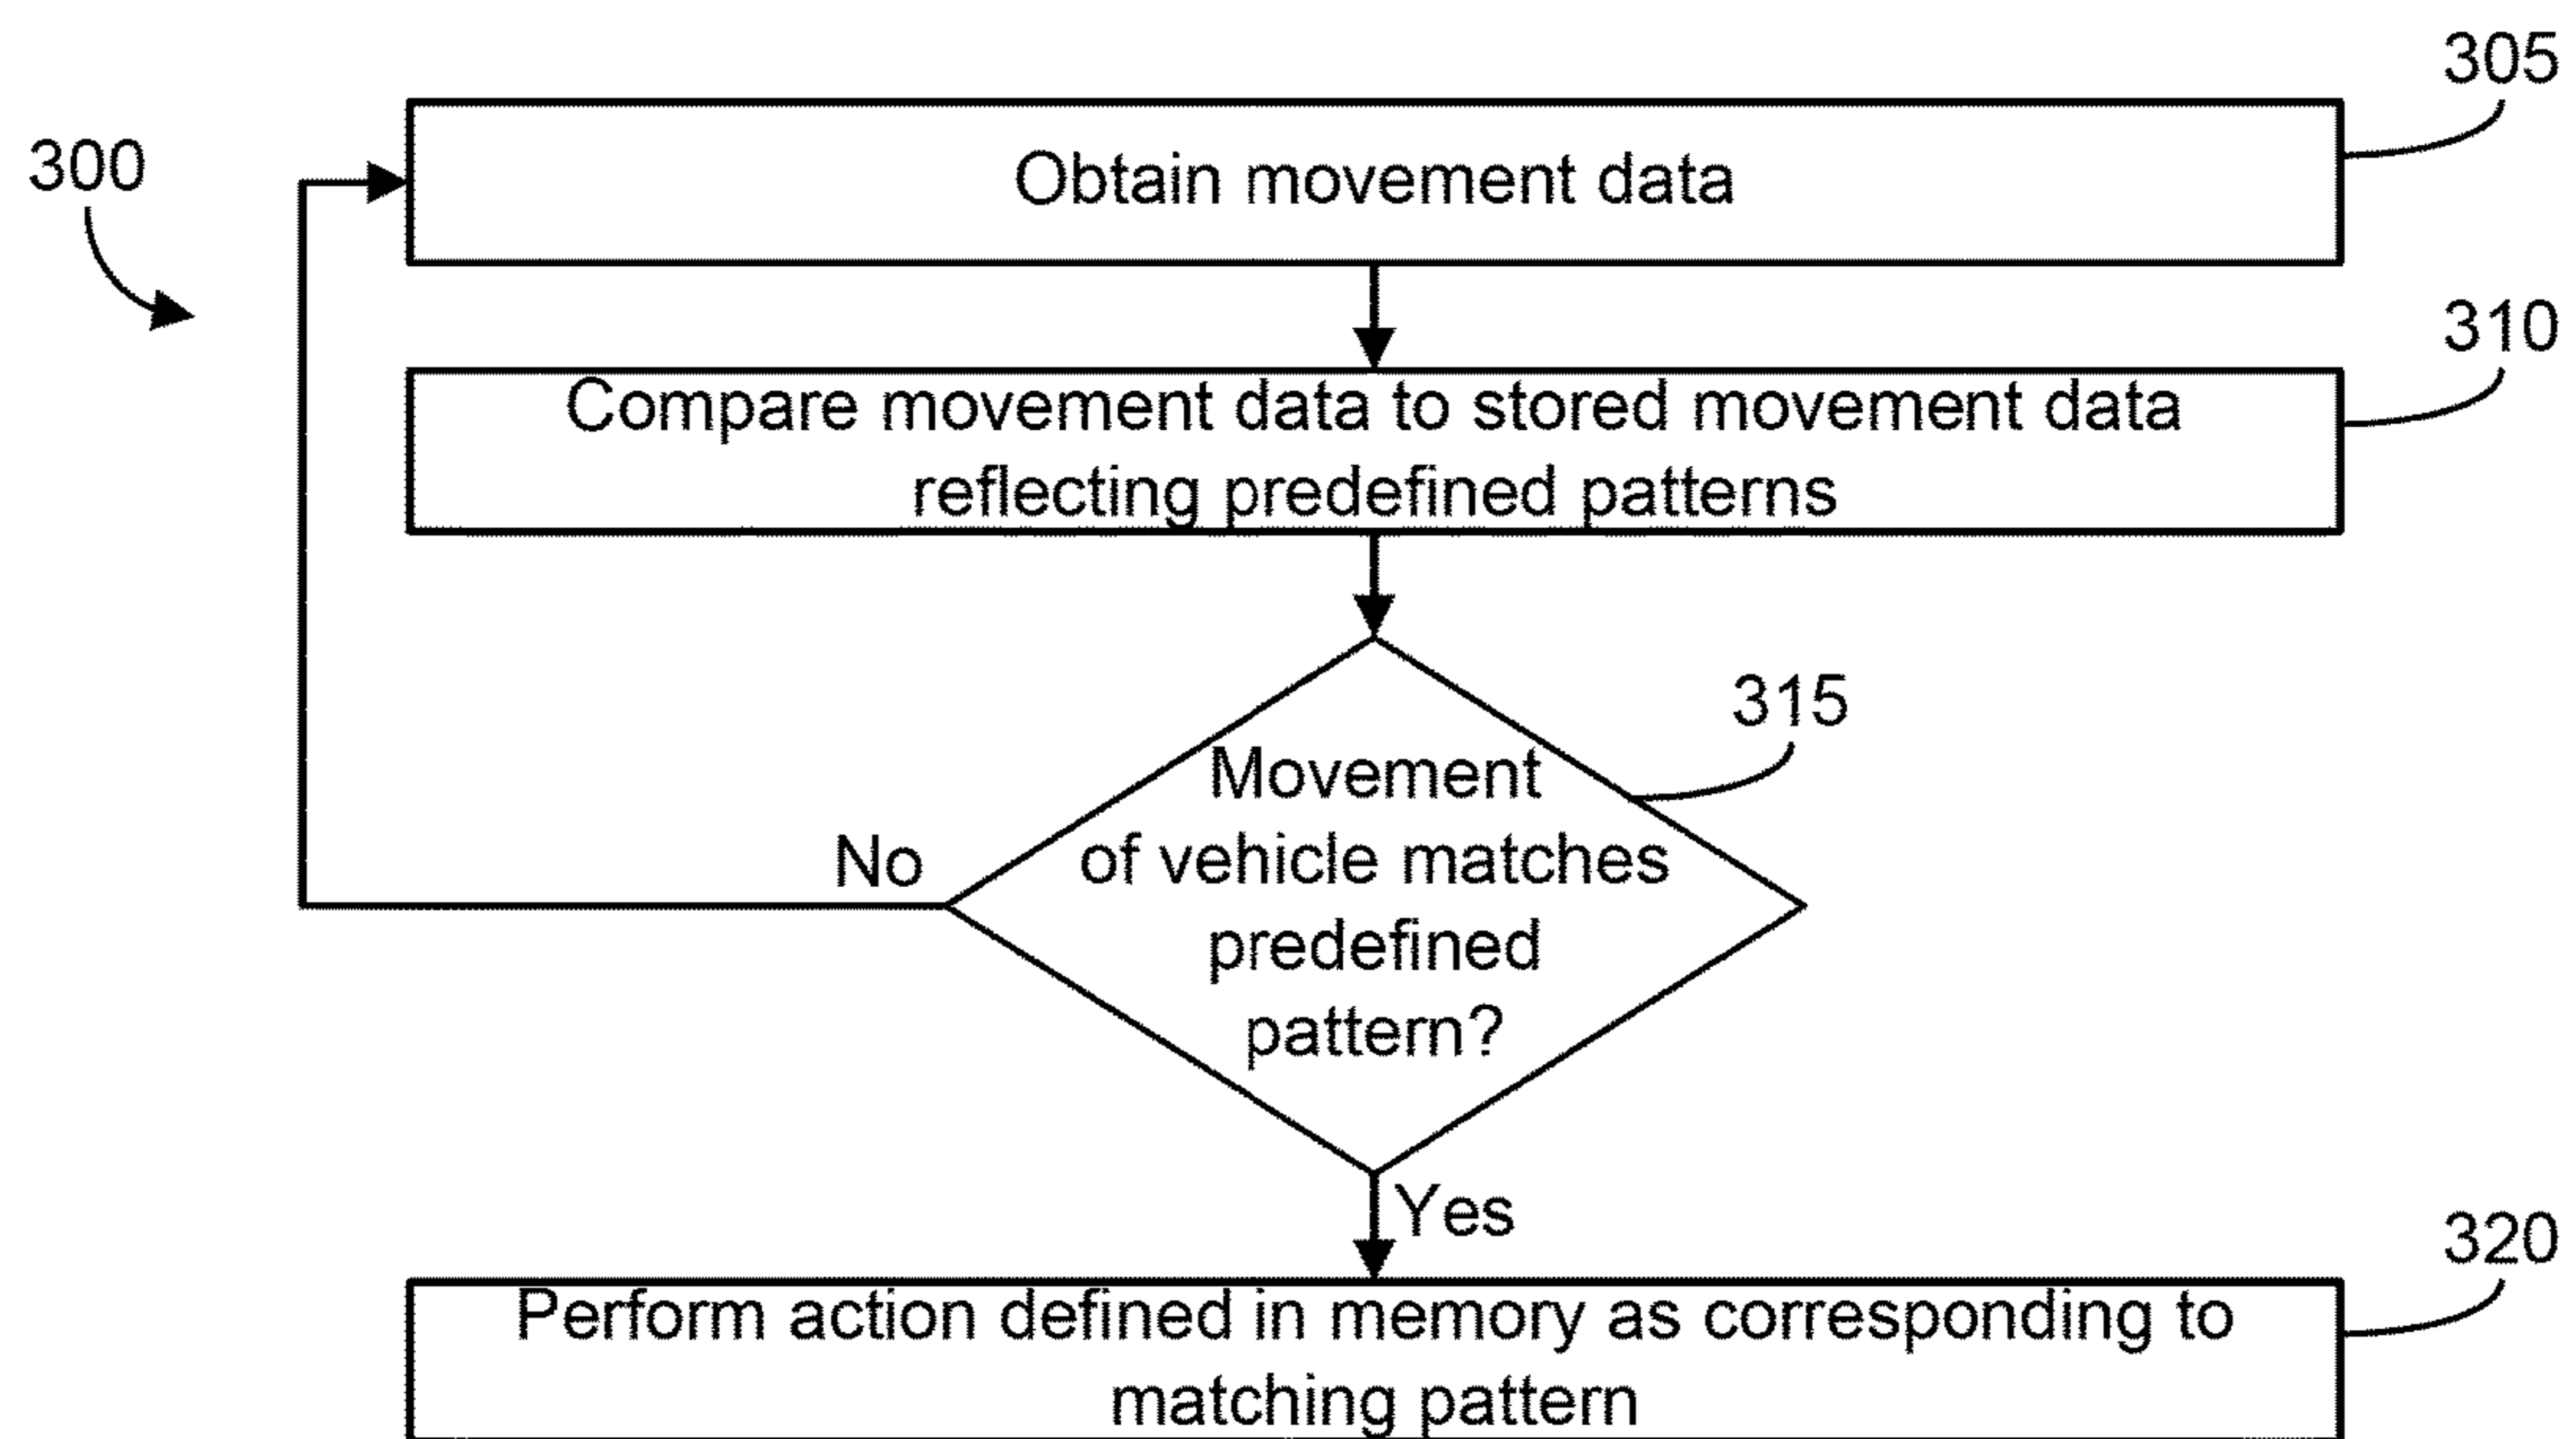 305
300
Obtain movement data
310
Compare movement data to stored movement data
reflecting predefined patterns
315
Movement
of vehicle matches
predefined
pattern?
No
Yes
320
Perform action defined in memory as corresponding to
matching pattern